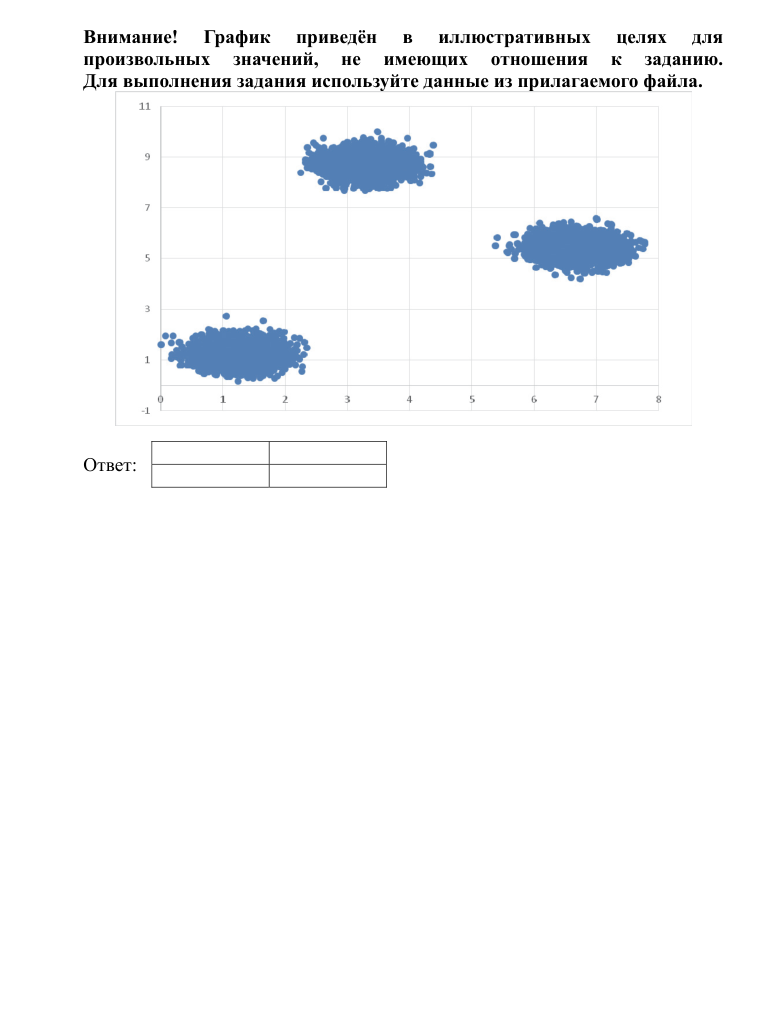 Внимание! График приведён в иллюстративных целях для
произвольных значений, не имеющих отношения к заданию.
Для выполнения задания используйте данные из прилагаемого файла.
11
9
7
5
3
1
-1
0 1 2 3 4 5 6 7 8
Ответ: